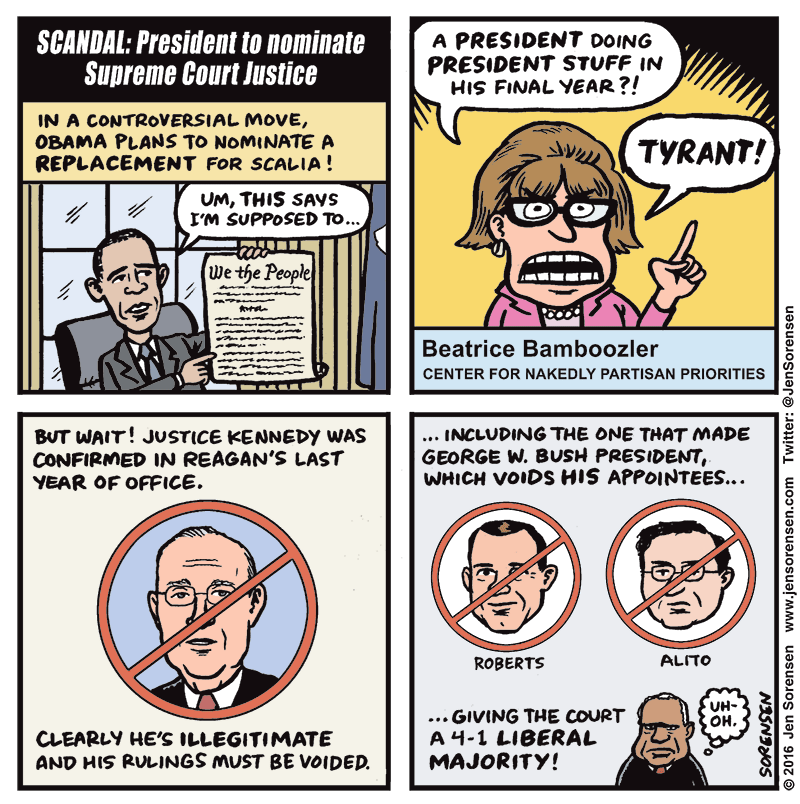 SCANDAL: President to nominate
Supreme Court Justice
IN A CONTROVERSIAL MOVE,
OBAMA PLANS TO NOMINATE A
REPLACEMENT FOR SCALIA!
UM, THIS SAYS
I'M SUPPOSED TO...
We the People
A PRESIDENT DOING
PRESIDENT STUFF IN
HIS FINAL YEAR?!
TYRANT!
Beatrice Bamboozler
CENTER FOR NAKEDLY PARTISAN PRIORITIES
BUT WAIT! JUSTICE KENNEDY WAS
CONFIRMED IN REAGAN'S LAST
YEAR OF OFFICE.
CLEARLY HE'S ILLEGITIMATE
AND HIS RULINGS MUST BE VOIDED.
... INCLUDING THE ONE THAT MADE
GEORGE W. BUSH PRESIDENT,
WHICH VOIDS HIS APPOINTEES...
ROBERTS
ALITO
...GIVING THE COURT
A 4-1 LIBERAL
MAJORITY!
UH-
OH.
SORENSEN
© 2016 Jen Sorensen www.jensorensen.com Twitter: @JenSorensen